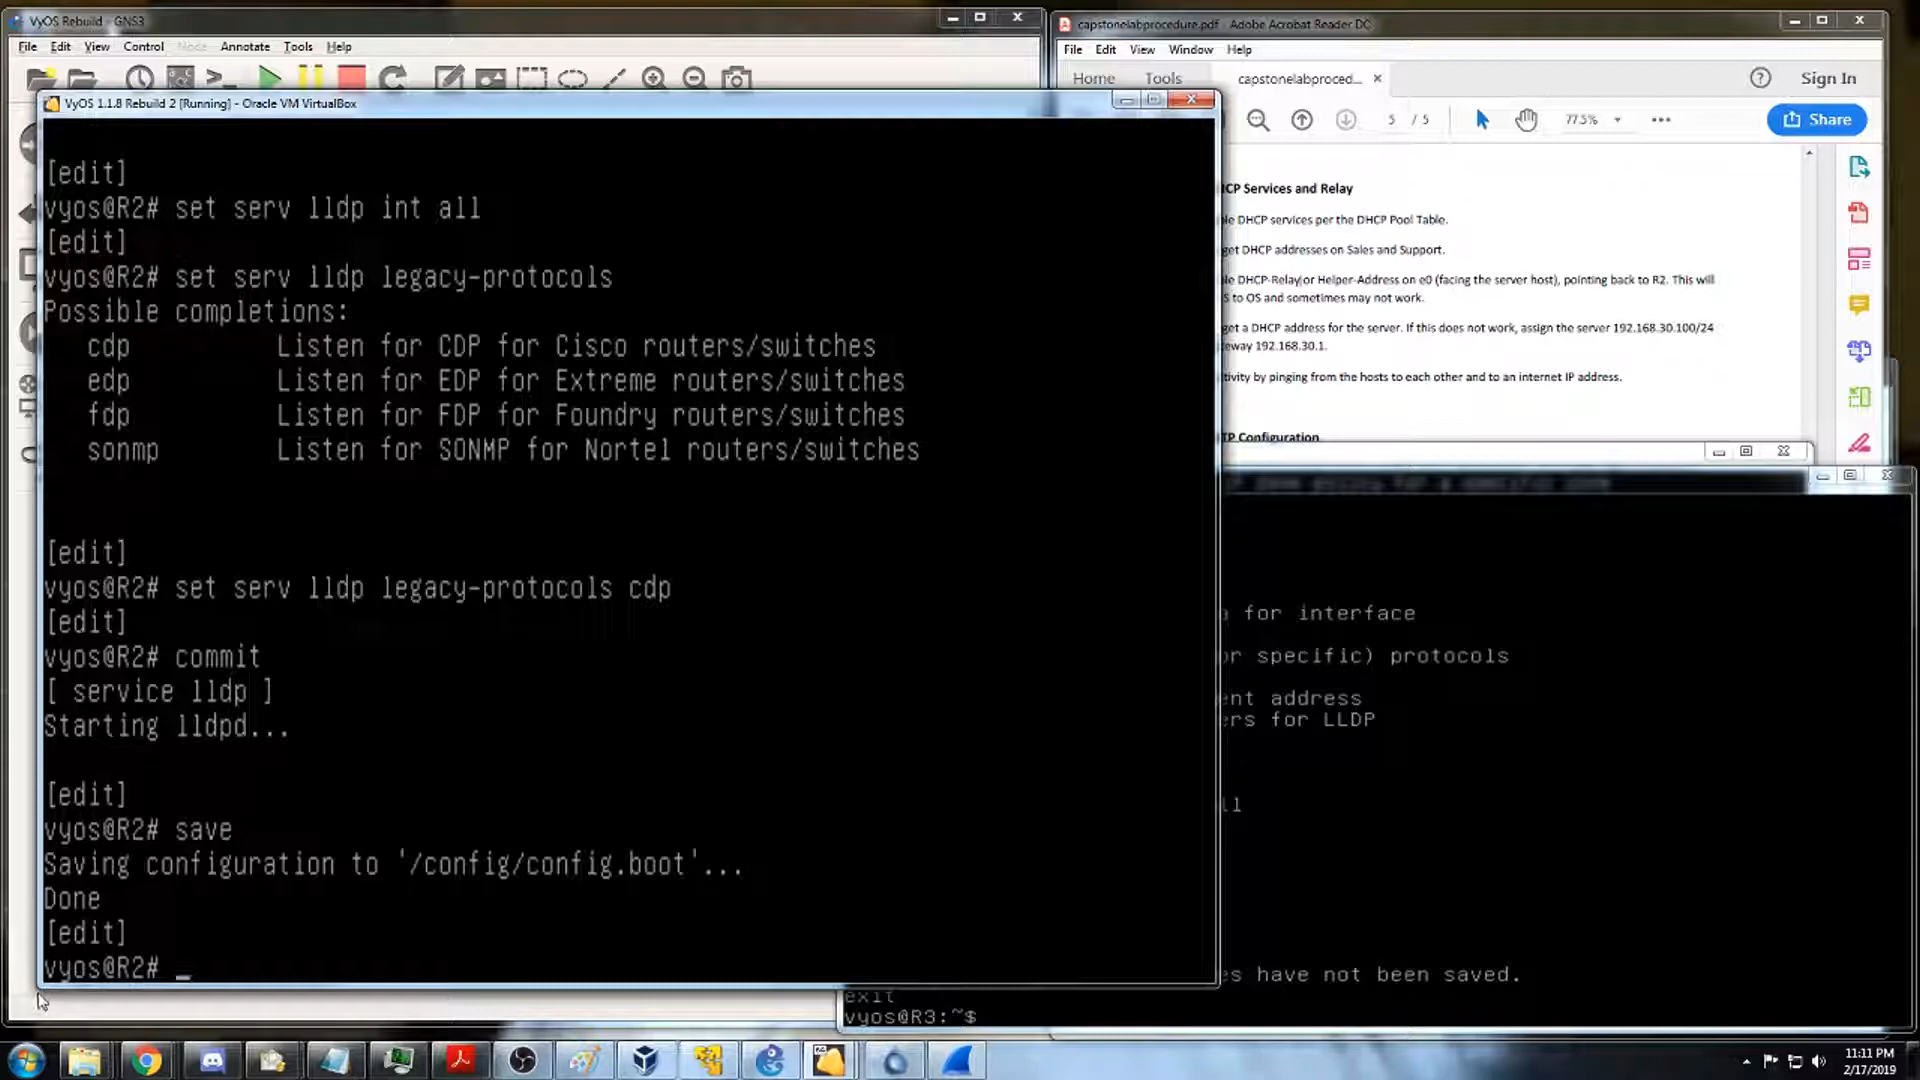 VyOS Rebuild - GNS3
File Edit View Control Node Annotate Tools Help
VyOS 1.1.8 Rebuild 2 [Running] - Oracle VM VirtualBox
[edit]
vyos@R2# set serv lldp int all
[edit]
vyos@R2# set serv lldp legacy-protocols
Possible completions:
cdp Listen for CDP for Cisco routers/switches
edp Listen for EDP for Extreme routers/switches
fdp Listen for FDP for Foundry routers/switches
sonmp Listen for SONMP for Nortel routers/switches
[edit]
vyos@R2# set serv lldp legacy-protocols cdp
[edit]
vyos@R2# commit
[ service lldp ]
Starting lldpd...
[edit]
vyos@R2# save
Saving configuration to '/config/config.boot'...
Done
[edit]
vyos@R2#
capstonelabprocedure.pdf - Adobe Acrobat Reader DC
File Edit View Window Help
Home Tools capstonelabproced... Sign In
5 / 5 77.5% Share
CP Services and Relay
le DHCP services per the DHCP Pool Table.
get DHCP addresses on Sales and Support.
le DHCP-Relay or Helper-Address on e0 (facing the server host), pointing back to R2. This will
S to OS and sometimes may not work.
get a DHCP address for the server. If this does not work, assign the server 192.168.30.100/24
eway 192.168.30.1.
tivity by pinging from the hosts to each other and to an internet IP address.
TP Configuration
for interface
or specific) protocols
ent address
ers for LLDP
ll
es have not been saved.
exit
vyos@R3:~$
11:11 PM
2/17/2019